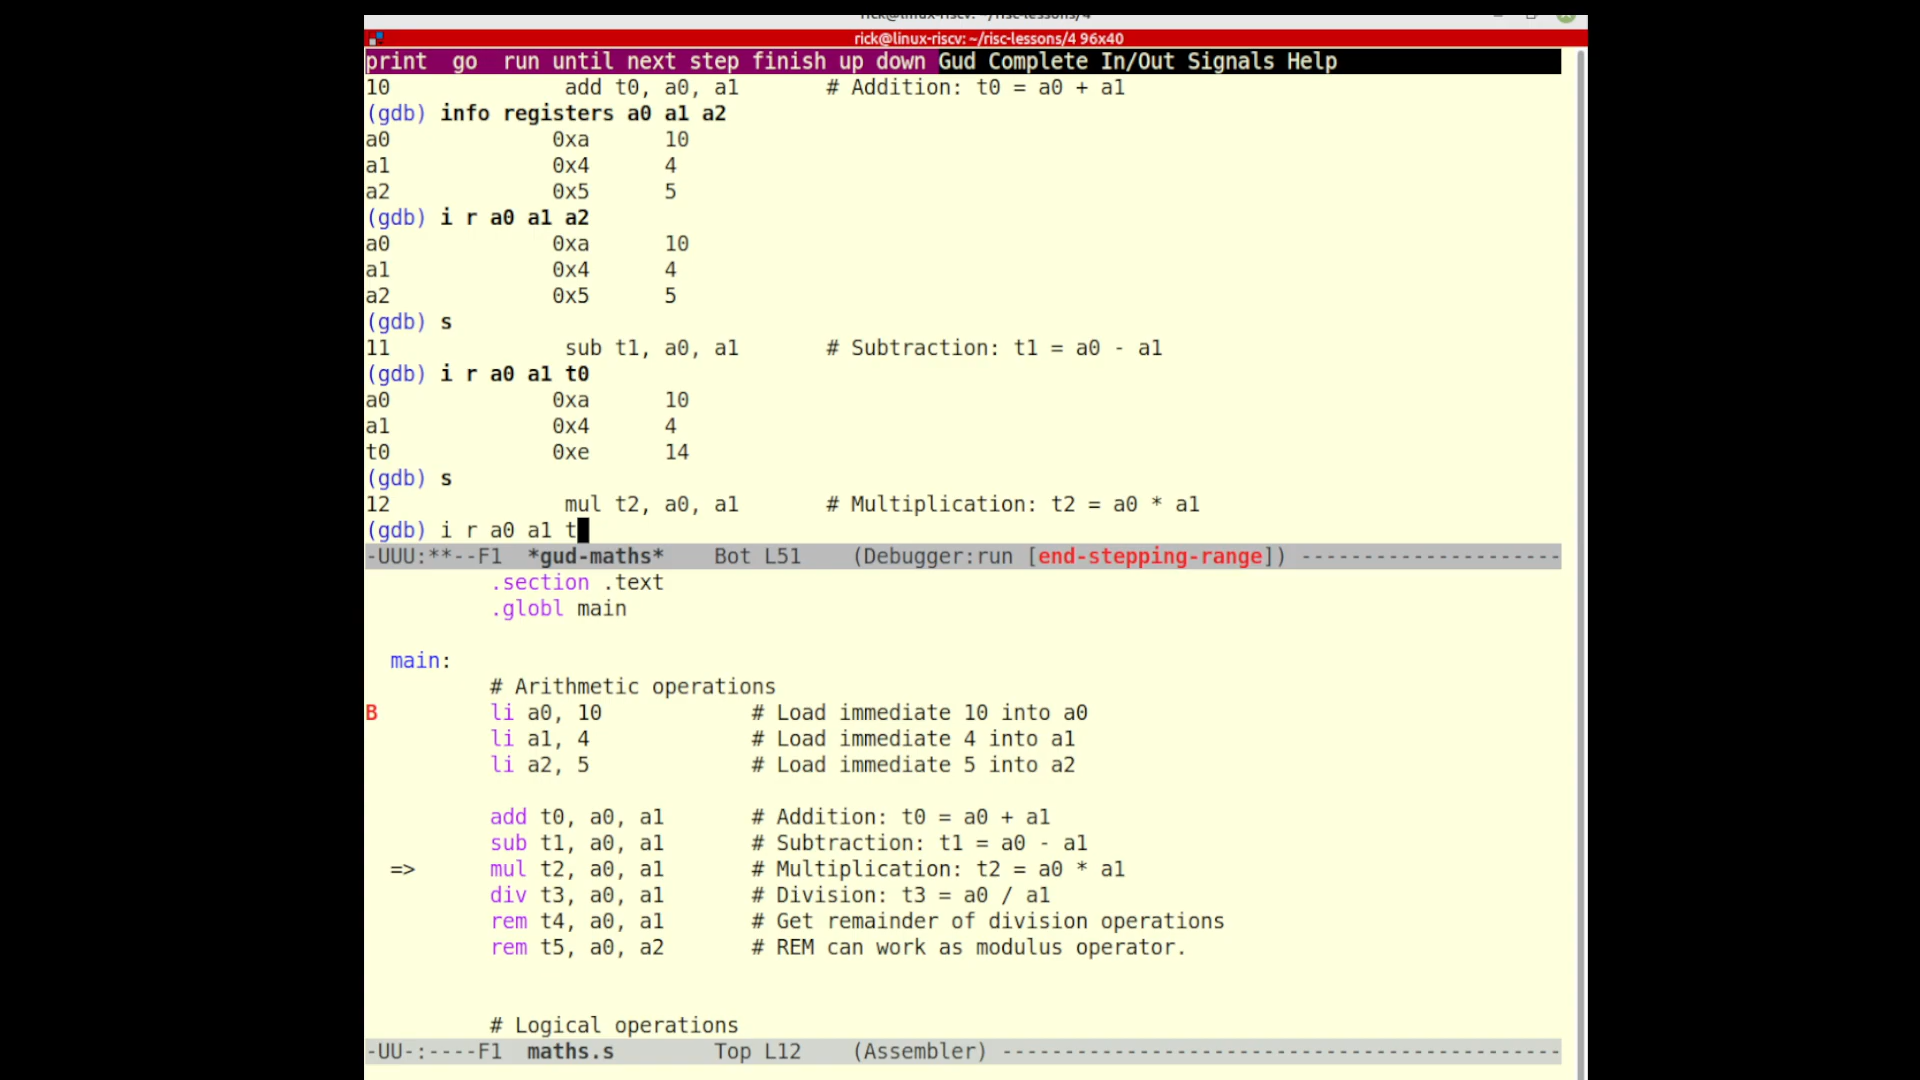 rick@linux-riscv: ~/risc-lessons/4
rick@linux-riscv: ~/risc-lessons/4 96x40
print  go  run until next step finish up down Gud Complete In/Out Signals Help
10              add t0, a0, a1       # Addition: t0 = a0 + a1
(gdb) info registers a0 a1 a2
a0             0xa      10
a1             0x4      4
a2             0x5      5
(gdb) i r a0 a1 a2
a0             0xa      10
a1             0x4      4
a2             0x5      5
(gdb) s
11              sub t1, a0, a1       # Subtraction: t1 = a0 - a1
(gdb) i r a0 a1 t0
a0             0xa      10
a1             0x4      4
t0             0xe      14
(gdb) s
12              mul t2, a0, a1       # Multiplication: t2 = a0 * a1
(gdb) i r a0 a1 t
-UUU:**--F1  *gud-maths*    Bot L51    (Debugger:run [end-stepping-range]) ---------------------
.section .text
.globl main
main:
# Arithmetic operations
B         li a0, 10            # Load immediate 10 into a0
li a1, 4             # Load immediate 4 into a1
li a2, 5             # Load immediate 5 into a2
add t0, a0, a1       # Addition: t0 = a0 + a1
sub t1, a0, a1       # Subtraction: t1 = a0 - a1
=>      mul t2, a0, a1       # Multiplication: t2 = a0 * a1
div t3, a0, a1       # Division: t3 = a0 / a1
rem t4, a0, a1       # Get remainder of division operations
rem t5, a0, a2       # REM can work as modulus operator.
# Logical operations
-UU-:----F1  maths.s        Top L12    (Assembler) ---------------------------------------------